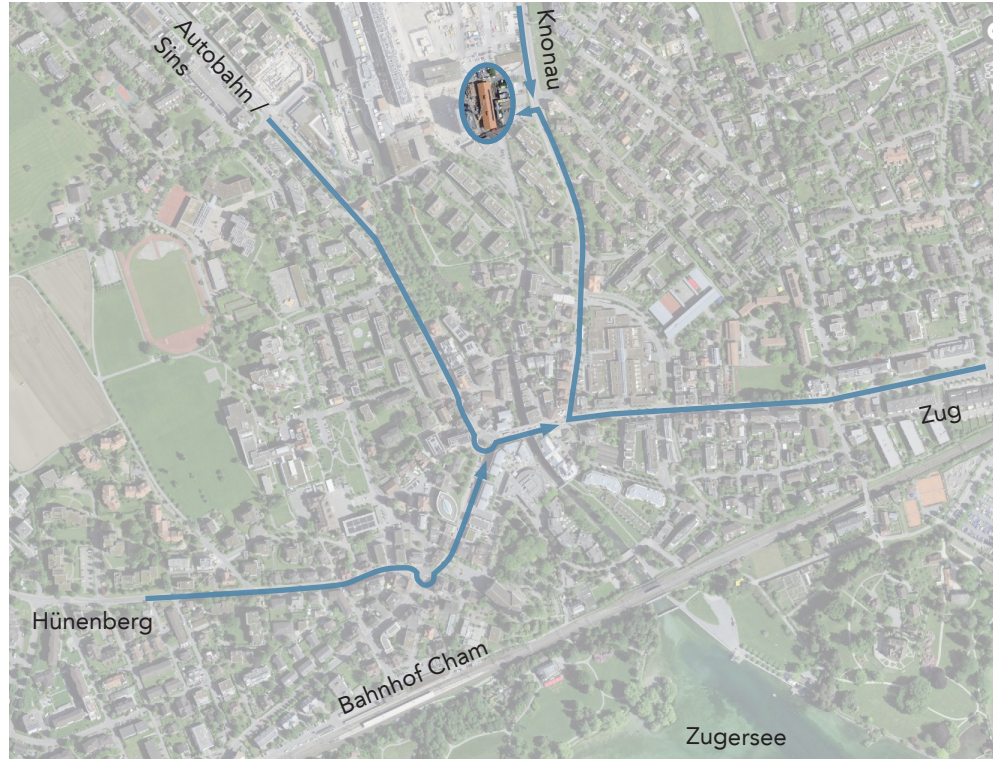 Autobahn /
Sins
Knonau
Zug
Hünenberg
Bahnhof Cham
Zugersee